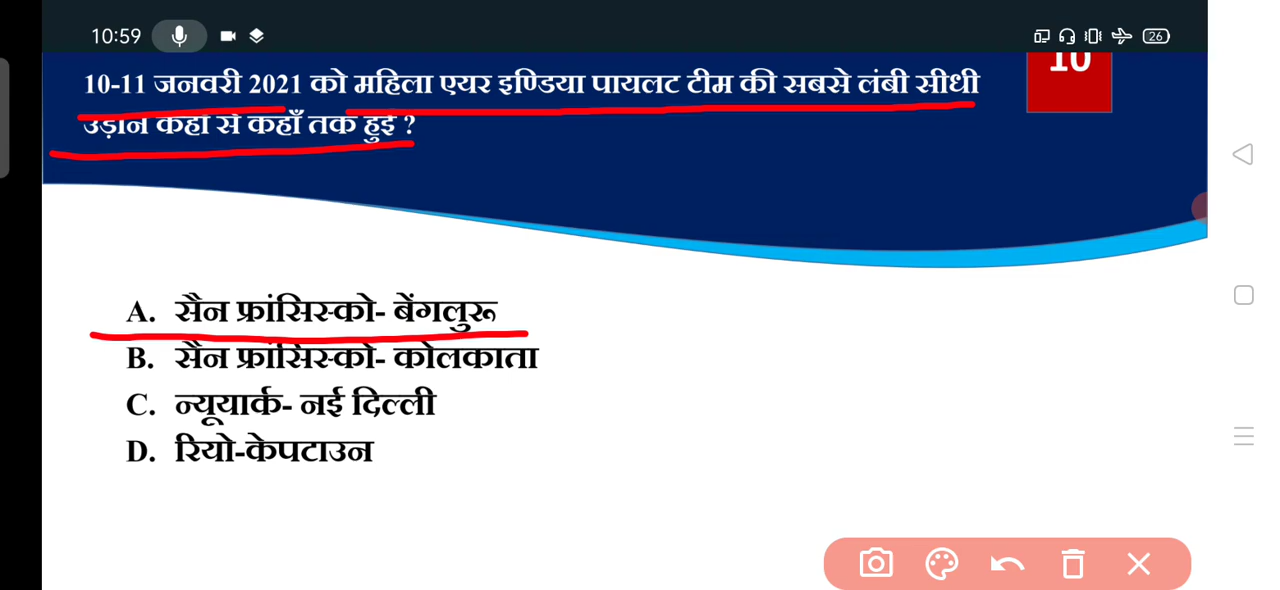 10:59
26
10
10-11 जनवरी 2021 को महिला एयर इण्डिया पायलट टीम की सबसे लंबी सीधी
उड़ान कहाँ से कहाँ तक हुई ?
A. सैन फ्रांसिस्को- बेंगलुरू
B. सैन फ्रांसिस्को- कोलकाता
C. न्यूयार्क- नई दिल्ली
D. रियो-केपटाउन